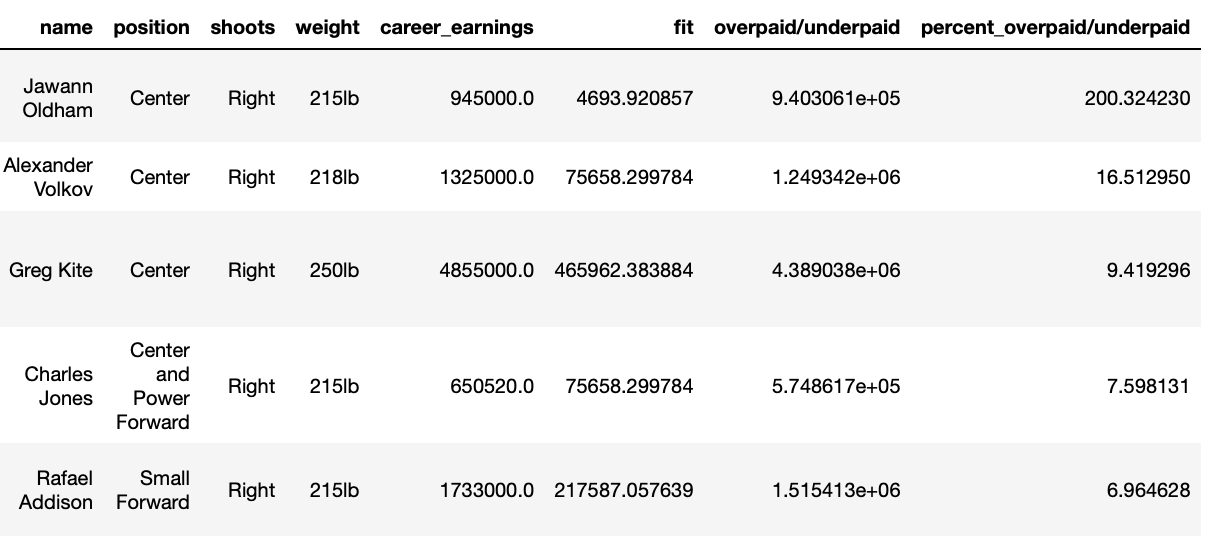 name position shoots weight career_earnings fit overpaid/underpaid percent_overpaid/underpaid
Jawann Oldham Center Right 215lb 945000.0 4693.920857 9.403061e+05 200.324230
Alexander Volkov Center Right 218lb 1325000.0 75658.299784 1.249342e+06 16.512950
Greg Kite Center Right 250lb 4855000.0 465962.383884 4.389038e+06 9.419296
Charles Jones Center and Power Forward Right 215lb 650520.0 75658.299784 5.748617e+05 7.598131
Rafael Addison Small Forward Right 215lb 1733000.0 217587.057639 1.515413e+06 6.964628